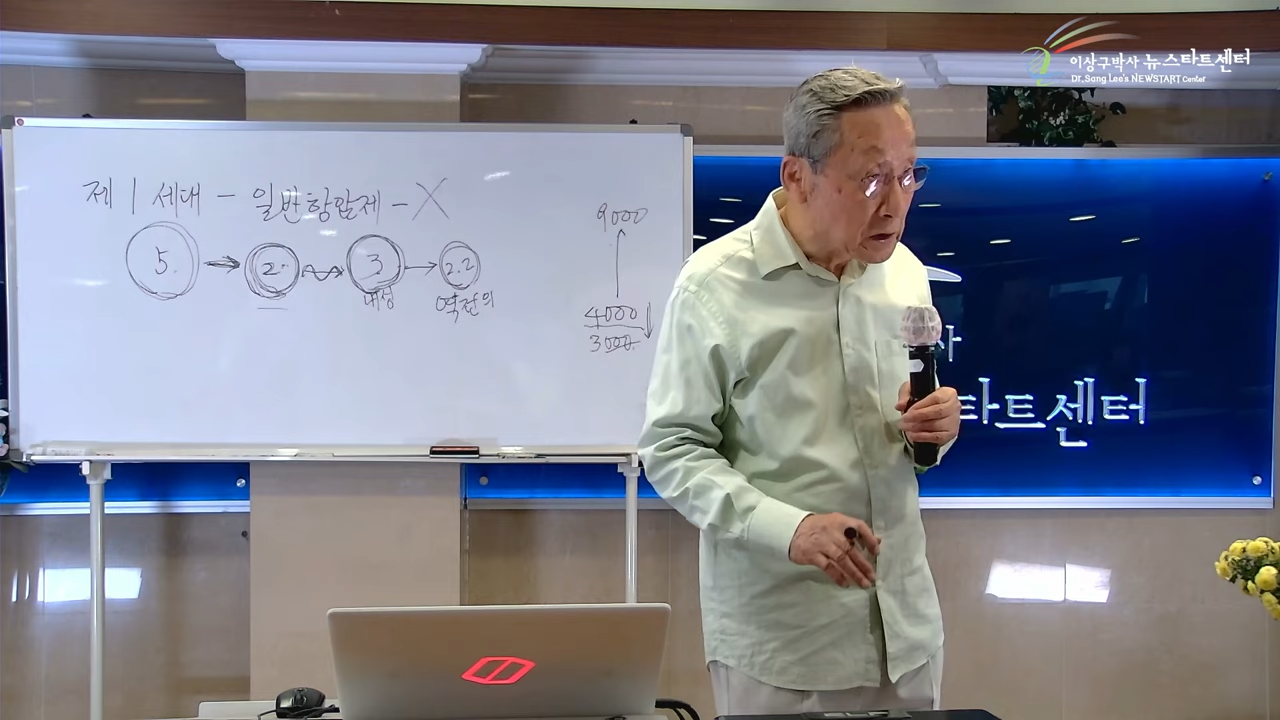 이상구박사 뉴스타트센터
Dr. Sang Lee's NEWSTART Center
제 1 세대 - 일반항암제 - X
5. → 2. → 3 → 2.2
내성
역전의
9000
4000
3000
사
타트센터